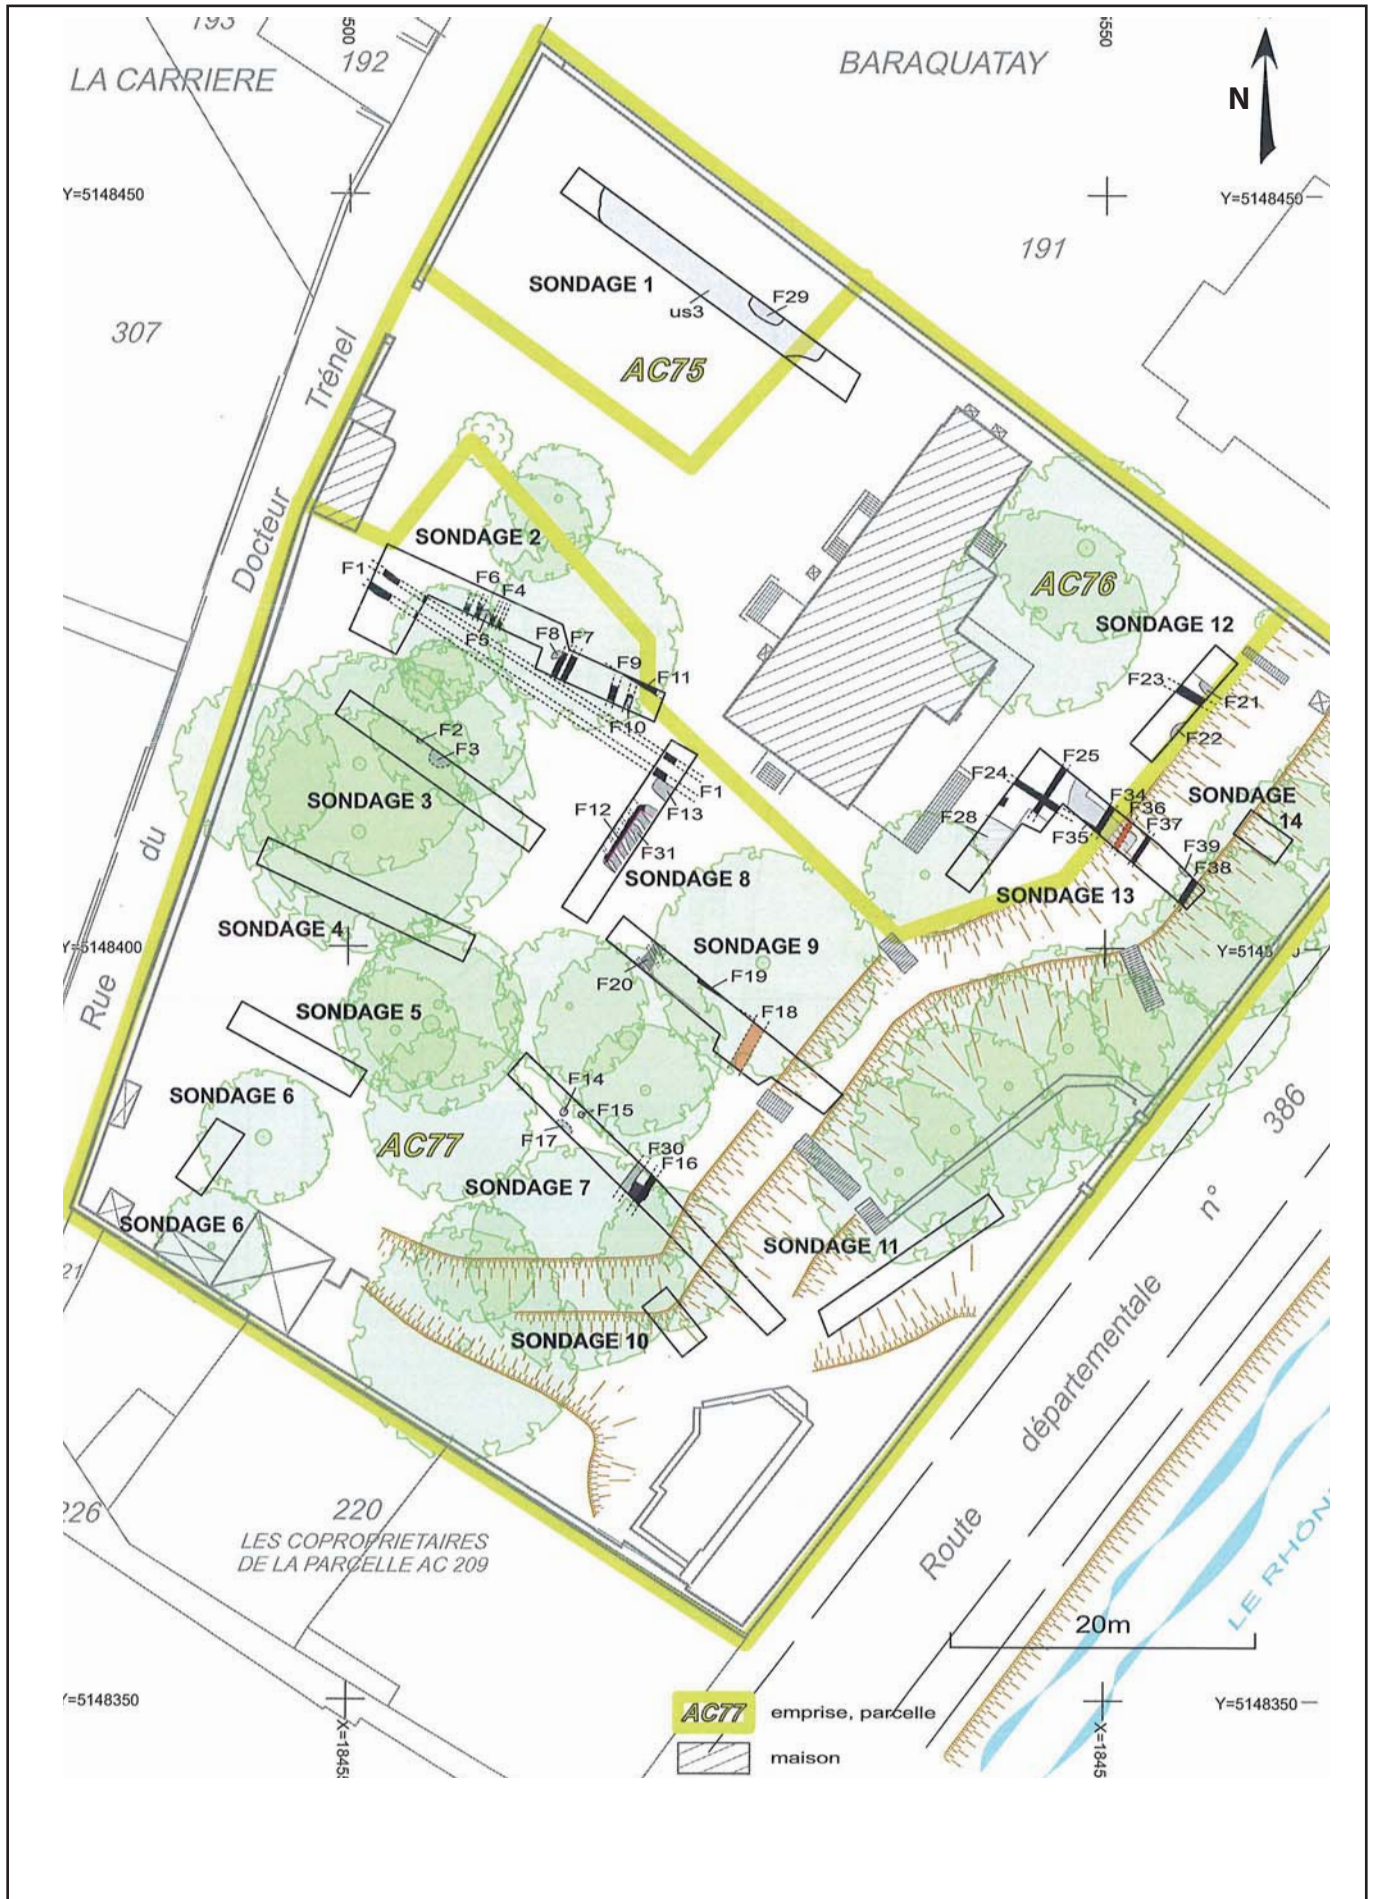 193
500
192
LA CARRIERE
BARAQUATAY
5550
N
Y=5148450
Y=5148450
191
SONDAGE 1
F29
us3
307
AC75
Rue du Docteur Trénel
SONDAGE 2
F1
F6
F4
F5
F8
F7
F9
F11
F10
AC76
SONDAGE 12
F23
F21
F22
F2
F3
SONDAGE 3
F1
F12
F13
F31
SONDAGE 8
F24
F25
F28
F34
F36
F37
F35
F39
F38
SONDAGE 14
SONDAGE 13
SONDAGE 4
Y=5148400
SONDAGE 9
F20
F19
F18
SONDAGE 5
SONDAGE 6
F14
F15
F17
AC77
F30
F16
SONDAGE 7
SONDAGE 6
SONDAGE 11
SONDAGE 10
Route départementale n° 386
LE RHÔN
226
220
LES COPROPRIETAIRES
DE LA PARCELLE AC 209
20m
Y=5148350
Y=5148350
AC77 emprise, parcelle
maison
X=1845
X=1845